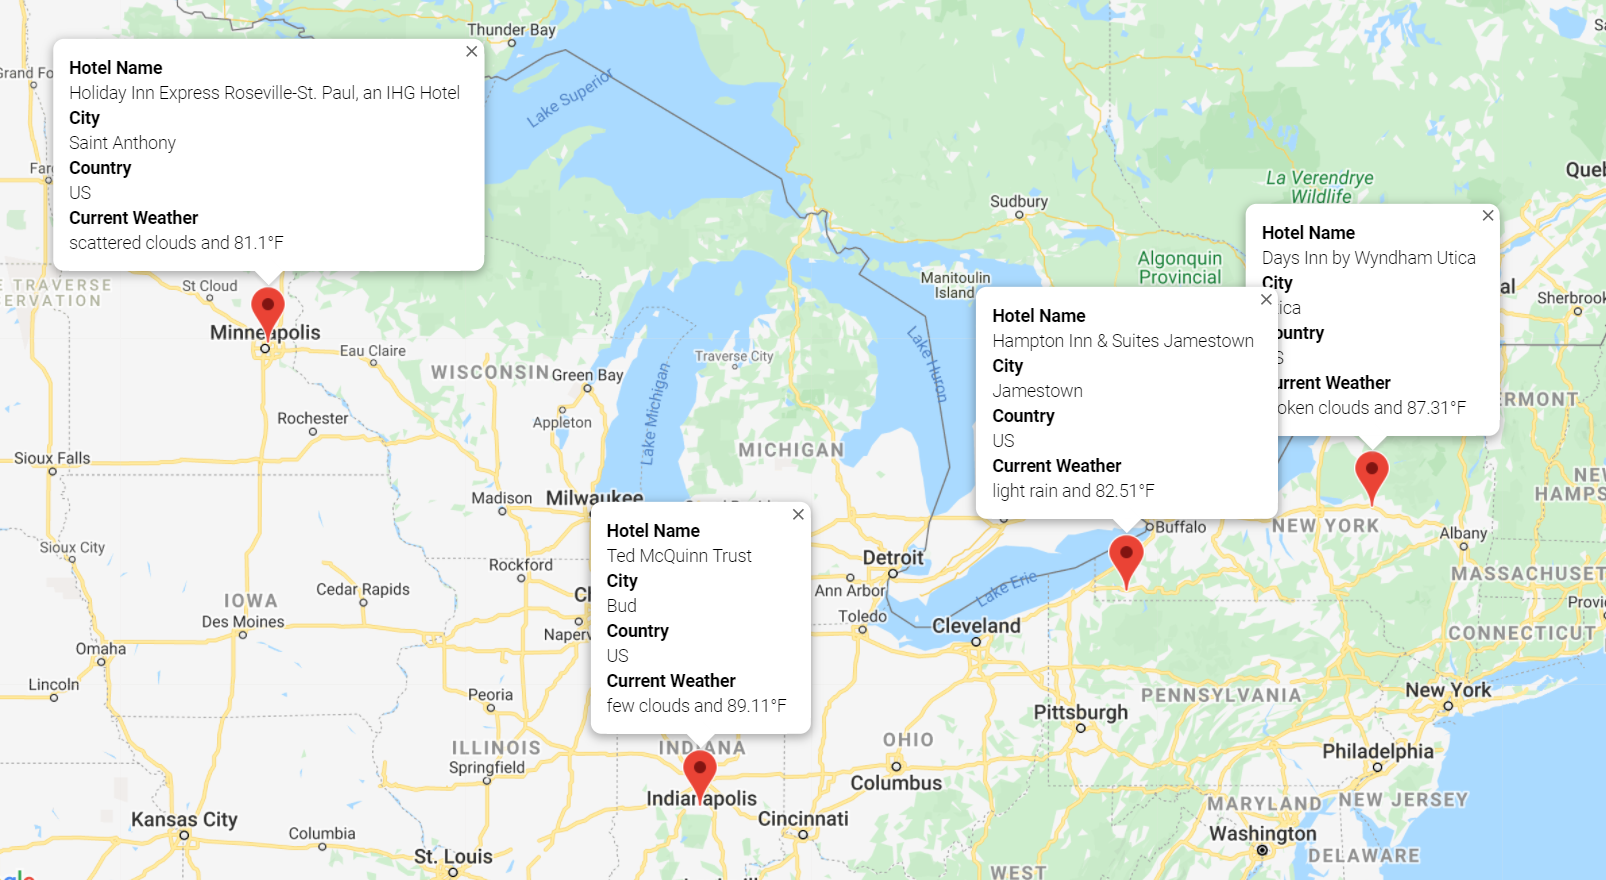 Thunder Bay
Grand Fo
Hotel Name
Holiday Inn Express Roseville-St. Paul, an IHG Hotel
City
Saint Anthony
Country
US
Current Weather
scattered clouds and 81.1°F
Lake Superior
Far
Queb
La Verendrye
Wildlife
Sudbury
Hotel Name
Days Inn by Wyndham Utica
City
ica
ountry
S
urrent Weather
oken clouds and 87.31°F
Algonquin
Provincial
Manitoulin
Island
E TRAVERSE
ERVATION
St Cloud
al
Sherbrook
Hotel Name
Hampton Inn & Suites Jamestown
City
Jamestown
Country
US
Current Weather
light rain and 82.51°F
Minneapolis
Eau Claire
WISCONSIN
Green Bay
Traverse City
Lake Huron
Lake Michigan
Appleton
Rochester
MICHIGAN
ERMONT
Sioux Falls
NEW
HAMPS
Madison
Milwaukee
Hotel Name
Ted McQuinn Trust
City
Bud
Country
US
Current Weather
few clouds and 89.11°F
Buffalo
NEW YORK
Albany
Sioux City
Rockford
Detroit
MASSACHUSET
Cedar Rapids
Ch
Ann Arbor
Lake Erie
Provi
IOWA
Des Moines
Naperv
Toledo
Cleveland
CONNECTICUT
Omaha
Lincoln
Peoria
PENNSYLVANIA
New York
Pittsburgh
ILLINOIS
Springfield
INDIANA
OHIO
Philadelphia
Columbus
Indianapolis
MARYLAND
NEW JERSEY
Kansas City
Columbia
Cincinnati
Washington
St. Louis
DELAWARE
WEST